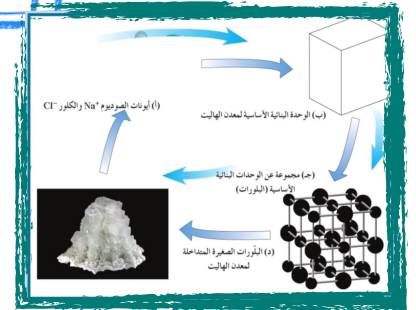 (أ) أيونات الصوديوم Na⁺ والكلور Cl⁻
(ب) الوحدة البنائية الأساسية لمعدن الهاليت
(جـ) مجموعة عن الوحدات البنائية
الأساسية (البلورات)
(د) البلّورات الصغيرة المتداخلة
لمعدن الهاليت